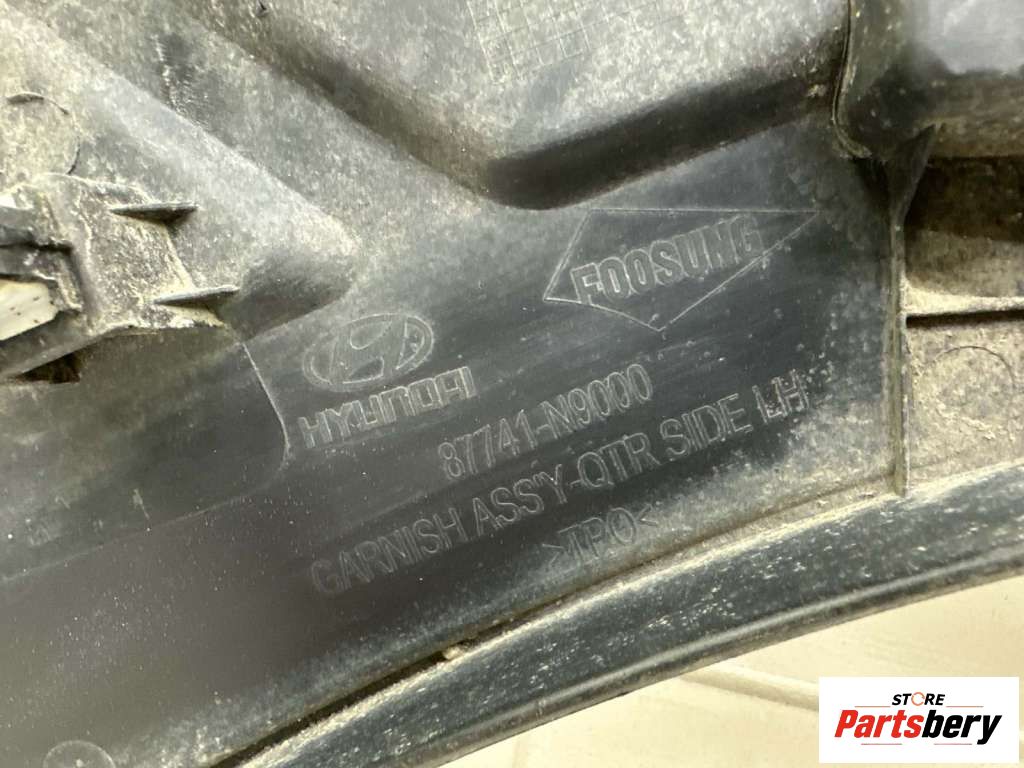 FOOSUNG
HYUNDAI
87741-N9000
GARNISH ASS'Y-QTR SIDE LH
>TPO<
STORE
Partsbery